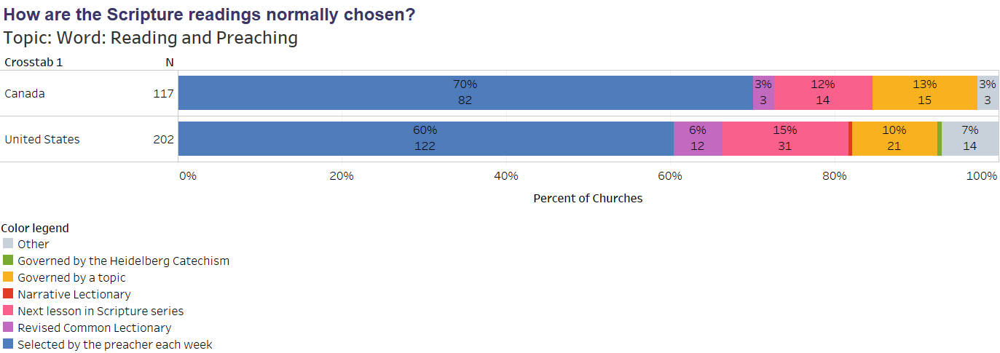 How are the Scripture readings normally chosen?
Topic: Word: Reading and Preaching
Crosstab 1 N
70% 3% 12% 13% 3%
Canada 117
82 3 14 15 3
60% 6% 15% 10% 7%
United States 202
122 12 31 21 14
0% 20% 40% 60% 80% 100%
Percent of Churches
Color legend
Other
Governed by the Heidelberg Catechism
Governed by a topic
Narrative Lectionary
Next lesson in Scripture series
Revised Common Lectionary
Selected by the preacher each week